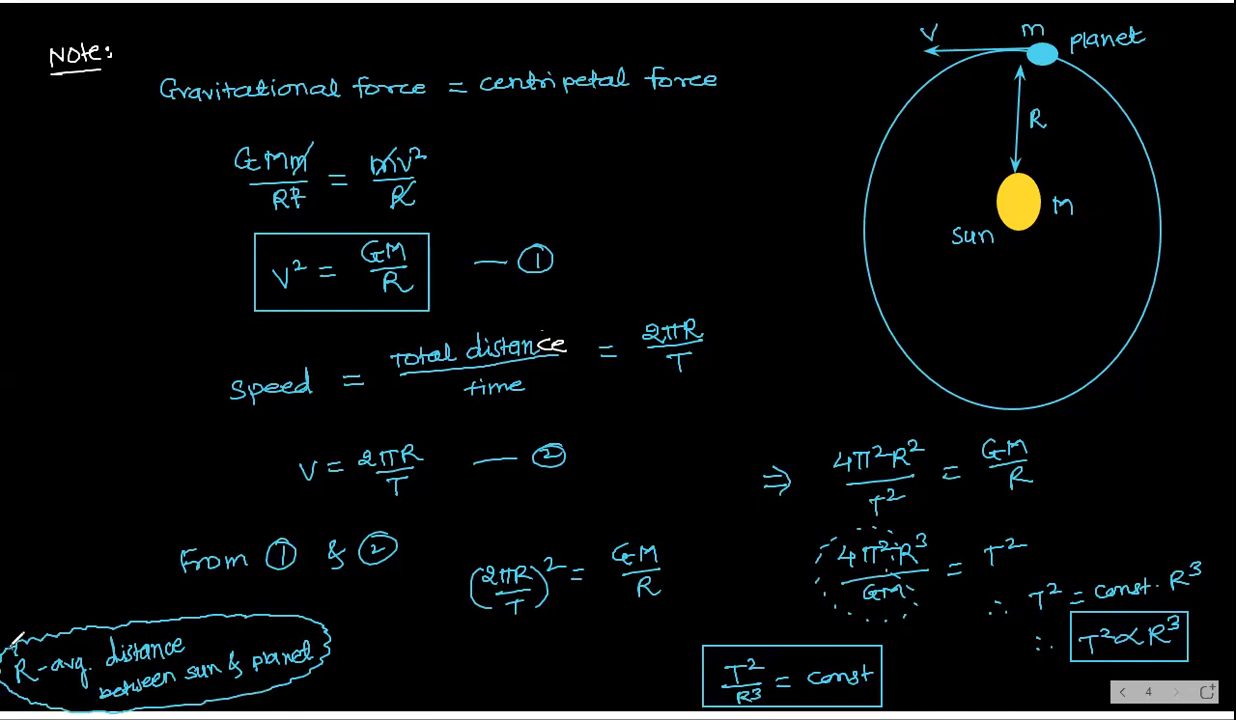 Note:
Gravitational force = centripetal force
GMm/R² = mv²/R
V² = GM/R — ①
Speed = Total distance/time = 2πR/T
V = 2πR/T — ②
From ① & ②
(2πR/T)² = GM/R
R - avg. distance
between sun & planet
V
m
planet
R
M
Sun
⇒ 4π²R²/T² = GM/R
4π²R³/GM = T²
∴ T² = const. R³
∴ T² ∝ R³
T²/R³ = const
4